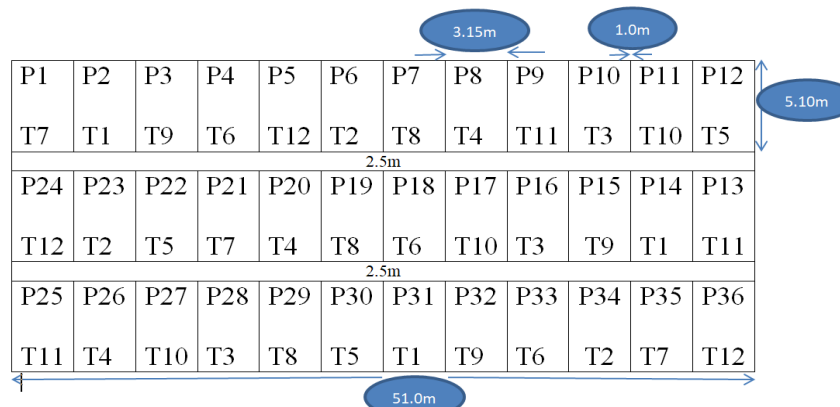 3.15m 1.0m
P1 P2 P3 P4 P5 P6 P7 P8 P9 P10 P11 P12
5.10m
T7 T1 T9 T6 T12 T2 T8 T4 T11 T3 T10 T5
2.5m
P24 P23 P22 P21 P20 P19 P18 P17 P16 P15 P14 P13
T12 T2 T5 T7 T4 T8 T6 T10 T3 T9 T1 T11
2.5m
P25 P26 P27 P28 P29 P30 P31 P32 P33 P34 P35 P36
T11 T4 T10 T3 T8 T5 T1 T9 T6 T2 T7 T12
51.0m